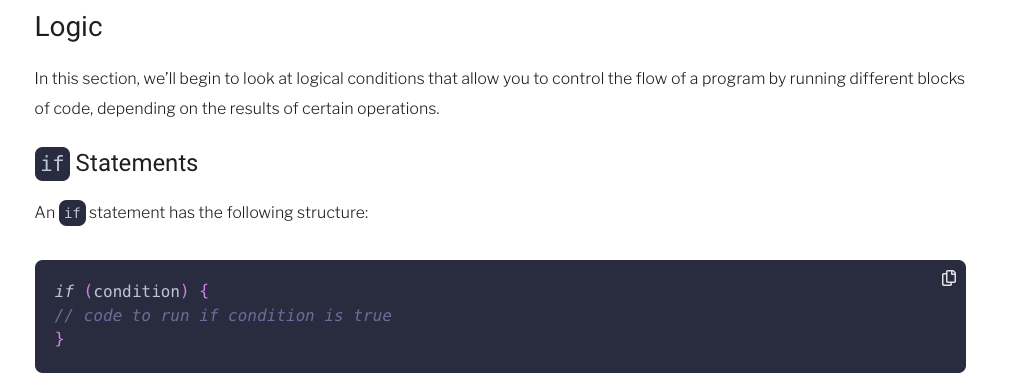 Logic
In this section, we'll begin to look at logical conditions that allow you to control the flow of a program by running different blocks
of code, depending on the results of certain operations.
if Statements
An if statement has the following structure:
if (condition) {
// code to run if condition is true
}